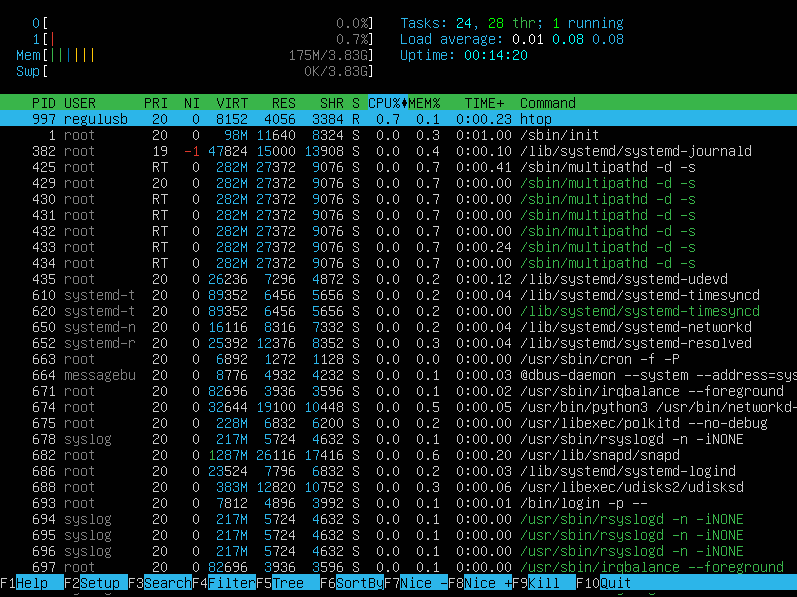 0[ 0.0%] Tasks: 24, 28 thr; 1 running
1[| 0.7%] Load average: 0.01 0.08 0.08
Mem[|||||| 175M/3.83G] Uptime: 00:14:20
Swp[ 0K/3.83G]
PID USER PRI NI VIRT RES SHR S CPU%♦MEM% TIME+ Command
997 regulusb 20 0 8152 4056 3384 R 0.7 0.1 0:00.23 htop
1 root 20 0 98M 11640 8324 S 0.0 0.3 0:01.00 /sbin/init
382 root 19 -1 47824 15000 13908 S 0.0 0.4 0:00.10 /lib/systemd/systemd-journald
425 root RT 0 282M 27372 9076 S 0.0 0.7 0:00.41 /sbin/multipathd -d -s
429 root 20 0 282M 27372 9076 S 0.0 0.7 0:00.00 /sbin/multipathd -d -s
430 root RT 0 282M 27372 9076 S 0.0 0.7 0:00.00 /sbin/multipathd -d -s
431 root RT 0 282M 27372 9076 S 0.0 0.7 0:00.00 /sbin/multipathd -d -s
432 root RT 0 282M 27372 9076 S 0.0 0.7 0:00.00 /sbin/multipathd -d -s
433 root RT 0 282M 27372 9076 S 0.0 0.7 0:00.24 /sbin/multipathd -d -s
434 root RT 0 282M 27372 9076 S 0.0 0.7 0:00.00 /sbin/multipathd -d -s
435 root 20 0 26236 7296 4872 S 0.0 0.2 0:00.12 /lib/systemd/systemd-udevd
610 systemd-t 20 0 89352 6456 5656 S 0.0 0.2 0:00.04 /lib/systemd/systemd-timesyncd
620 systemd-t 20 0 89352 6456 5656 S 0.0 0.2 0:00.00 /lib/systemd/systemd-timesyncd
650 systemd-n 20 0 16116 8316 7332 S 0.0 0.2 0:00.04 /lib/systemd/systemd-networkd
652 systemd-r 20 0 25392 12376 8352 S 0.0 0.3 0:00.04 /lib/systemd/systemd-resolved
663 root 20 0 6892 1272 1128 S 0.0 0.0 0:00.00 /usr/sbin/cron -f -P
664 messagebu 20 0 8776 4932 4232 S 0.0 0.1 0:00.03 @dbus-daemon --system --address=sys
671 root 20 0 82696 3936 3596 S 0.0 0.1 0:00.02 /usr/sbin/irqbalance --foreground
674 root 20 0 32644 19100 10448 S 0.0 0.5 0:00.05 /usr/bin/python3 /usr/bin/networkd-
675 root 20 0 228M 6832 6200 S 0.0 0.2 0:00.00 /usr/libexec/polkitd --no-debug
678 syslog 20 0 217M 5724 4632 S 0.0 0.1 0:00.00 /usr/sbin/rsyslogd -n -iNONE
682 root 20 0 1287M 26116 17416 S 0.0 0.6 0:00.20 /usr/lib/snapd/snapd
686 root 20 0 23524 7796 6832 S 0.0 0.2 0:00.03 /lib/systemd/systemd-logind
688 root 20 0 383M 12820 10752 S 0.0 0.3 0:00.06 /usr/libexec/udisks2/udisksd
693 root 20 0 7812 4896 3992 S 0.0 0.1 0:00.01 /bin/login -p --
694 syslog 20 0 217M 5724 4632 S 0.0 0.1 0:00.00 /usr/sbin/rsyslogd -n -iNONE
695 syslog 20 0 217M 5724 4632 S 0.0 0.1 0:00.00 /usr/sbin/rsyslogd -n -iNONE
696 syslog 20 0 217M 5724 4632 S 0.0 0.1 0:00.00 /usr/sbin/rsyslogd -n -iNONE
697 root 20 0 82696 3936 3596 S 0.0 0.1 0:00.00 /usr/sbin/irqbalance --foreground
F1Help F2Setup F3SearchF4FilterF5Tree F6SortByF7Nice -F8Nice +F9Kill F10Quit